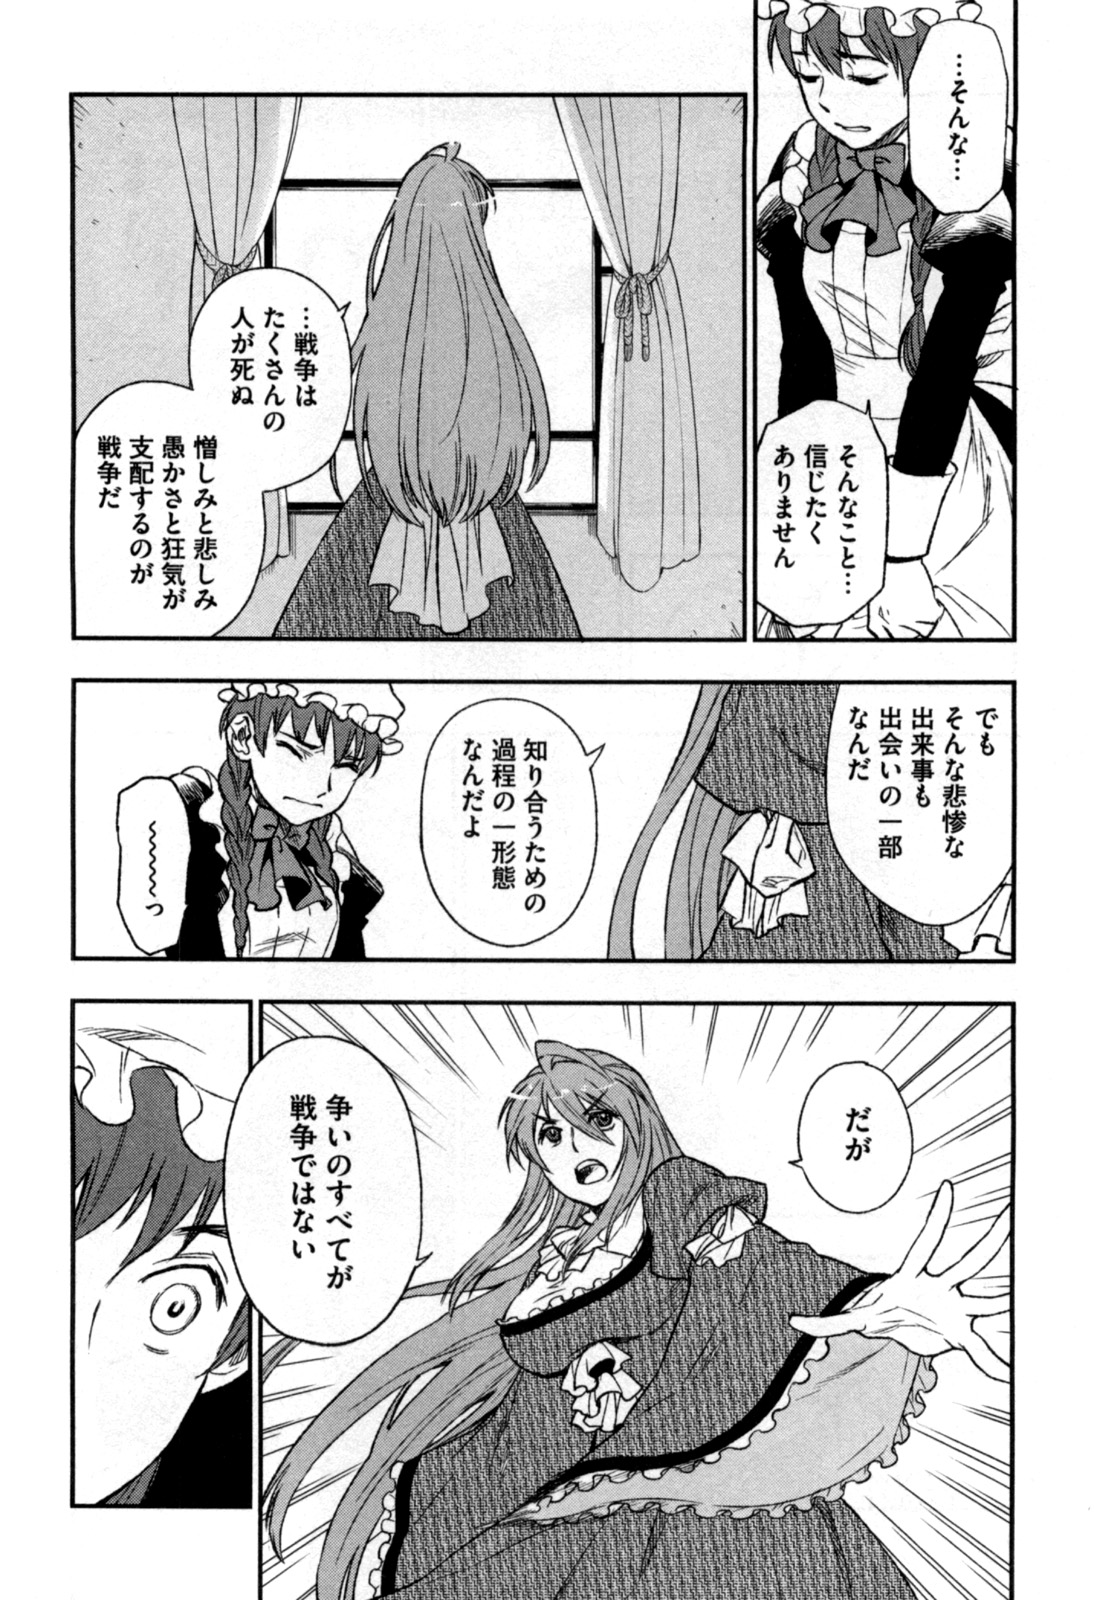 …そんな…
そんなこと…
信じたく
ありません
…戦争は
たくさんの
人が死ぬ
憎しみと悲しみ
愚かさと狂気が
支配するのが
戦争だ
でも
そんな悲惨な
出来事も
出会いの一部
なんだ
知り合うための
過程の一形態
なんだよ
〜〜〜〜っ
だが
争いのすべてが
戦争ではない